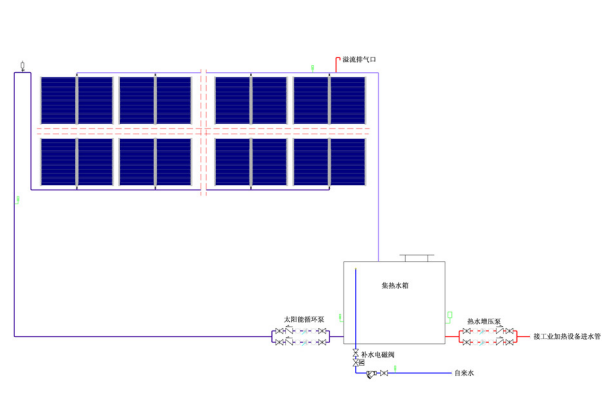 溢流排气口
集热水箱
太阳能循环泵
热水增压泵
接工业加热设备进水管
补水电磁阀
自来水